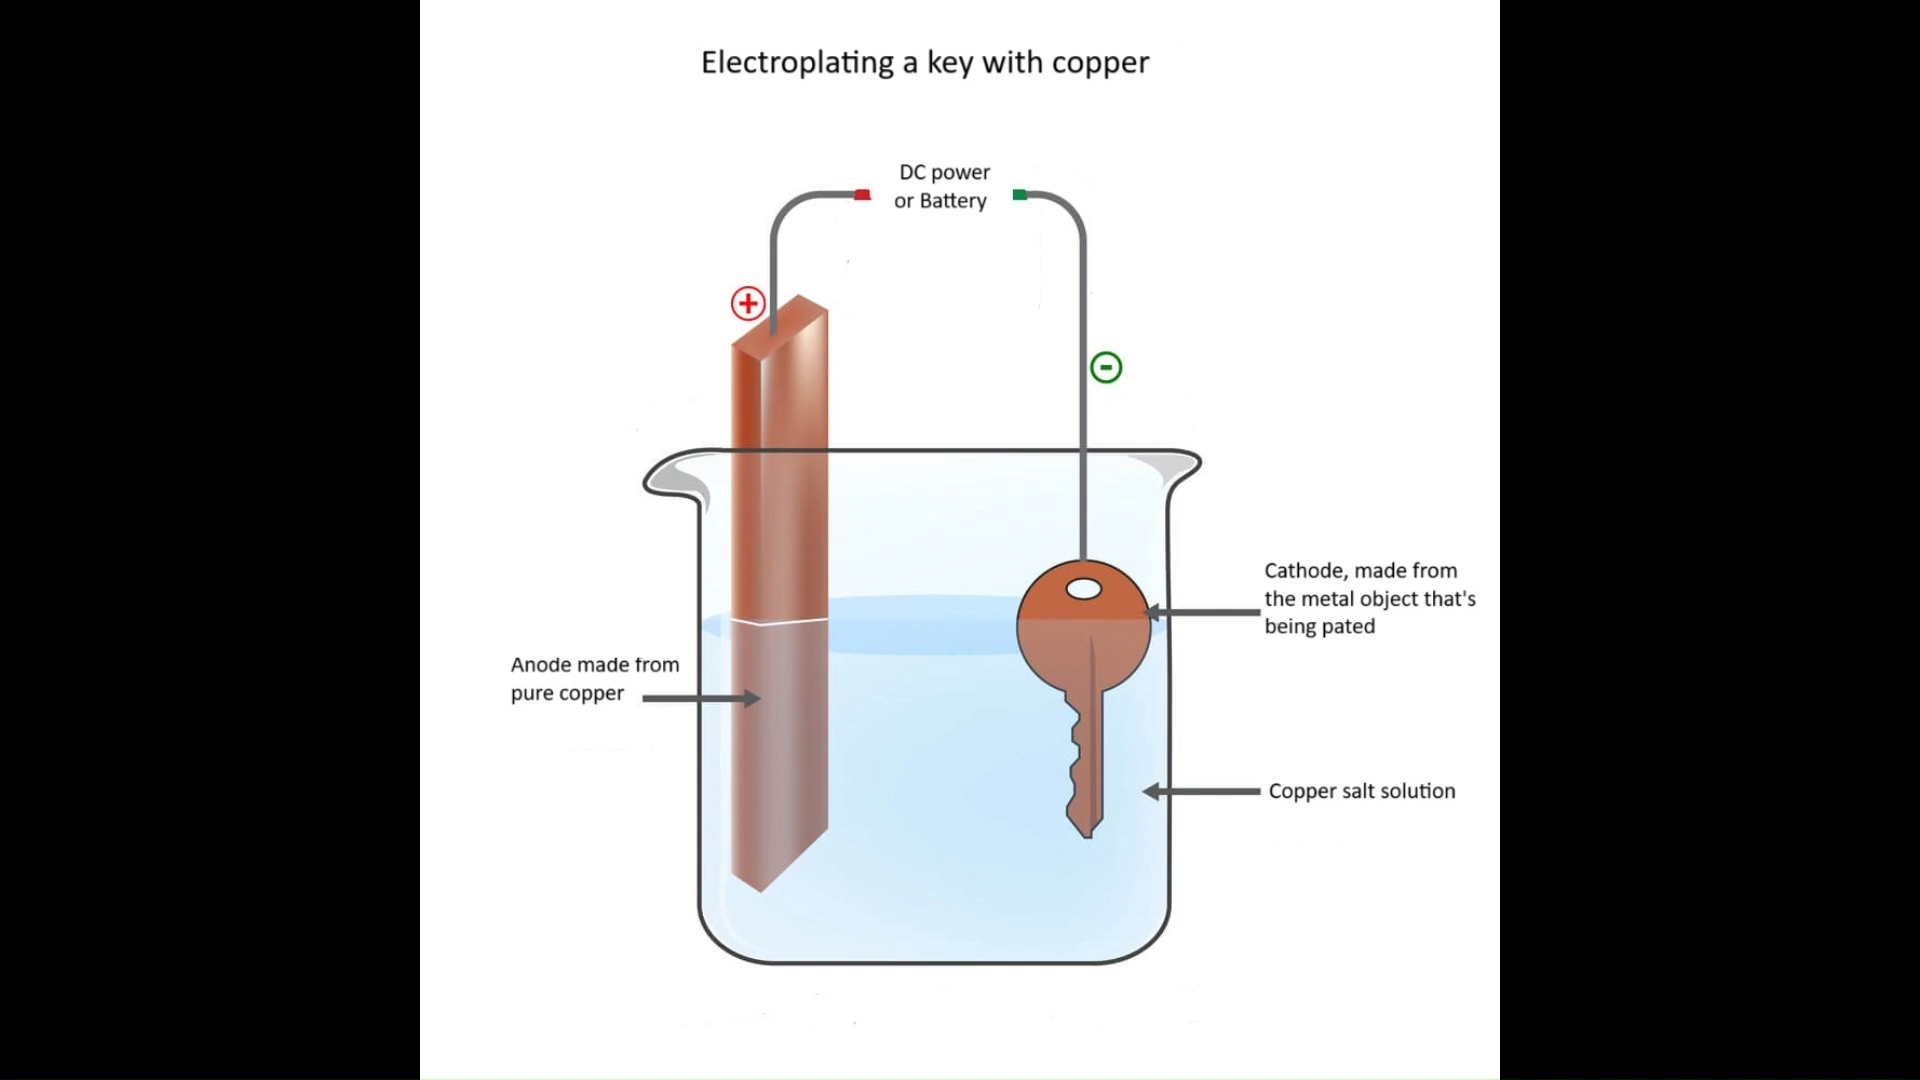 Electroplating a key with copper
DC power
or Battery
+
-
Cathode, made from
the metal object that's
being pated
Anode made from
pure copper
Copper salt solution